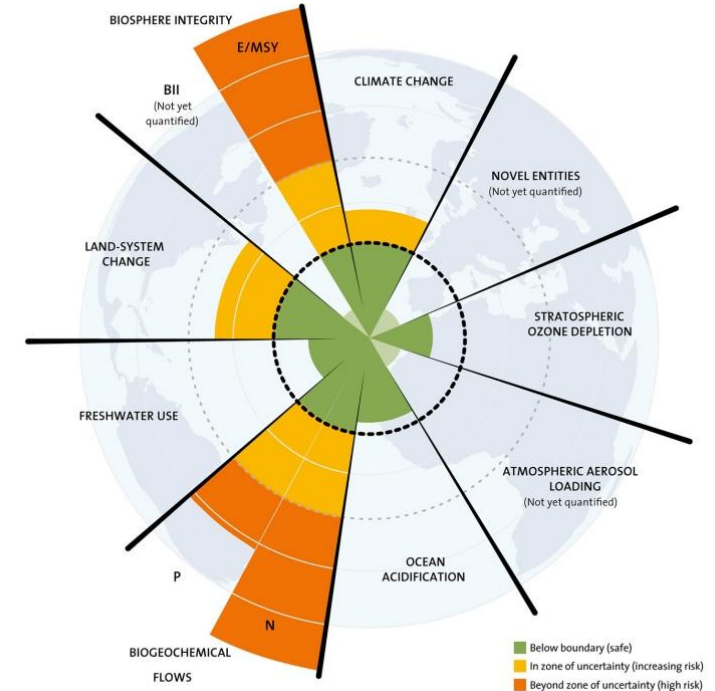 BIOSPHERE INTEGRITY
E/MSY
BII
(Not yet
quantified)
CLIMATE CHANGE
NOVEL ENTITIES
(Not yet quantified)
LAND-SYSTEM
CHANGE
STRATOSPHERIC
OZONE DEPLETION
FRESHWATER USE
ATMOSPHERIC AEROSOL
LOADING
(Not yet quantified)
OCEAN
ACIDIFICATION
P
N
BIOGEOCHEMICAL
FLOWS
Below boundary (safe)
In zone of uncertainty (increasing risk)
Beyond zone of uncertainty (high risk)